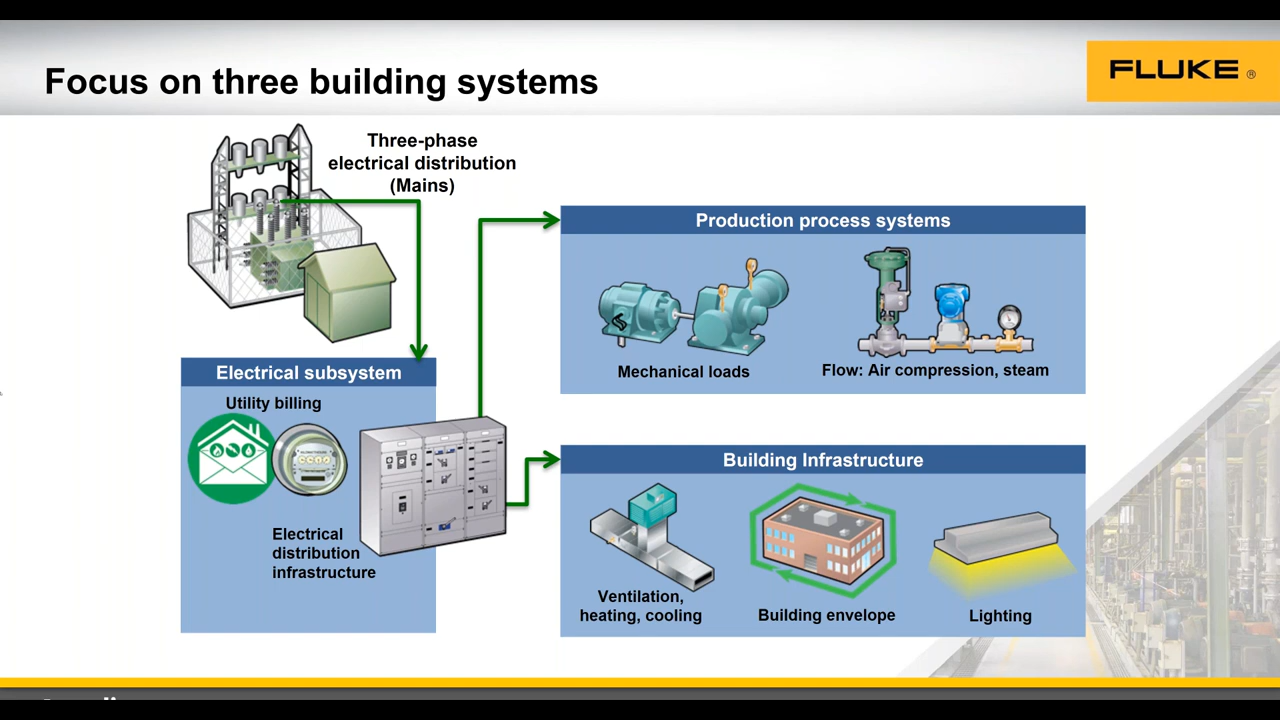 Focus on three building systems
FLUKE ®
Three-phase
electrical distribution
(Mains)
Production process systems
Mechanical loads
Flow: Air compression, steam
Electrical subsystem
Utility billing
Electrical
distribution
infrastructure
Building Infrastructure
Ventilation,
heating, cooling
Building envelope
Lighting